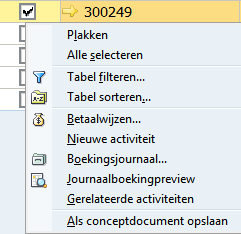 300249
Plakken
Alle selecteren
Tabel filteren...
A-Z
Tabel sorteren...
$
Betaalwijzen...
Nieuwe activiteit
Boekingsjournaal...
Journaalboekingpreview
Gerelateerde activiteiten
Als conceptdocument opslaan